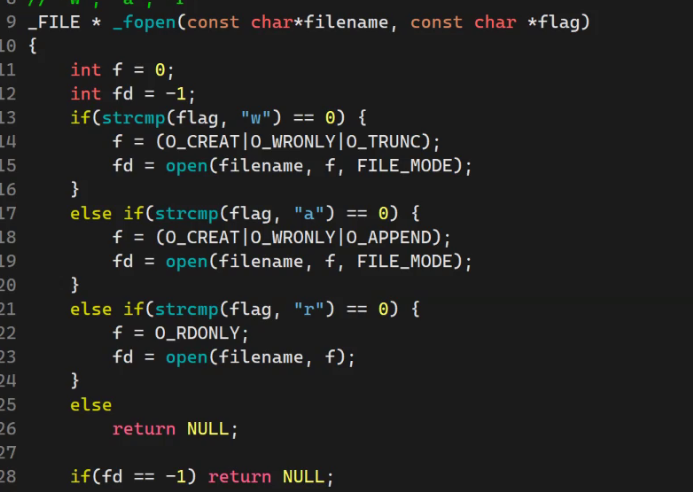 8 // "w", "a", "r"
9 _FILE * _fopen(const char*filename, const char *flag)
10 {
11     int f = 0;
12     int fd = -1;
13     if(strcmp(flag, "w") == 0) {
14         f = (O_CREAT|O_WRONLY|O_TRUNC);
15         fd = open(filename, f, FILE_MODE);
16     }
17     else if(strcmp(flag, "a") == 0) {
18         f = (O_CREAT|O_WRONLY|O_APPEND);
19         fd = open(filename, f, FILE_MODE);
20     }
21     else if(strcmp(flag, "r") == 0) {
22         f = O_RDONLY;
23         fd = open(filename, f);
24     }
25     else
26         return NULL;
27
28     if(fd == -1) return NULL;